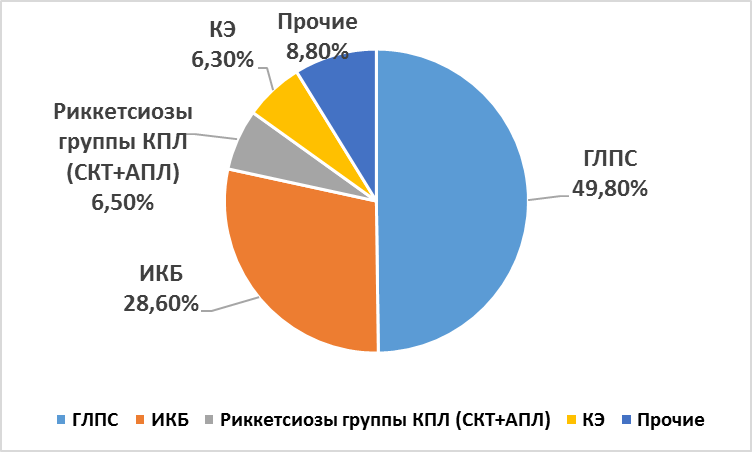 Прочие
8,80%
КЭ
6,30%
Риккетсиозы
группы КПЛ
(СКТ+АПЛ)
6,50%
ГЛПС
49,80%
ИКБ
28,60%
ГЛПС ИКБ Риккетсиозы группы КПЛ (СКТ+АПЛ) КЭ Прочие